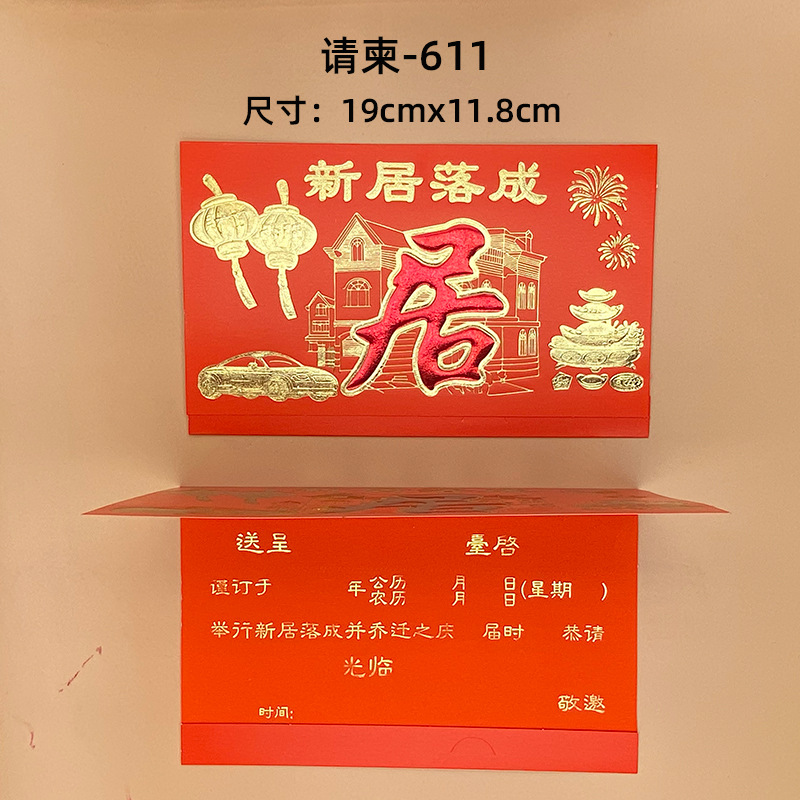 请柬-611
尺寸：19cmx11.8cm
新居落成
居
送呈 臺启
谨订于 年 公历 月 日 (星期 )
农历 月 日
举行新居落成并乔迁之庆 届时 恭请
光临
敬邀
时间: